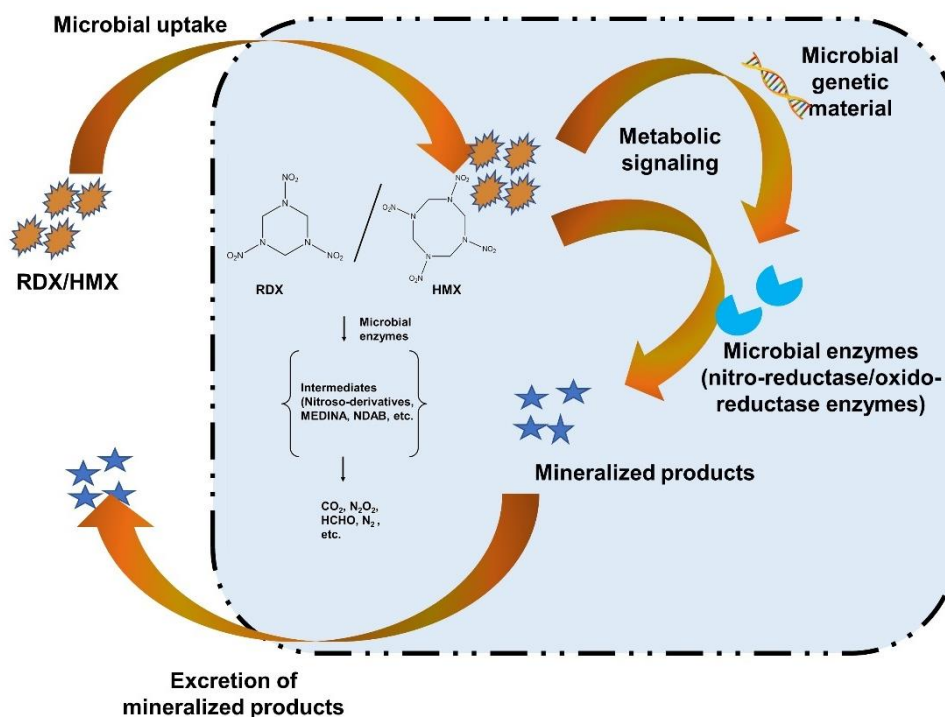 Microbial uptake
RDX/HMX
Microbial
genetic
material
Metabolic
signaling
NO₂
N
N
N
O₂N
NO₂
RDX
NO₂
O₂N
N
N
N
N
NO₂
NO₂
HMX
Microbial
enzymes
Intermediates
(Nitroso-derivatives,
MEDINA, NDAB, etc.
CO₂, N₂O₂,
HCHO, N₂ ,
etc.
Microbial enzymes
(nitro-reductase/oxido-
reductase enzymes)
Mineralized products
Excretion of
mineralized products